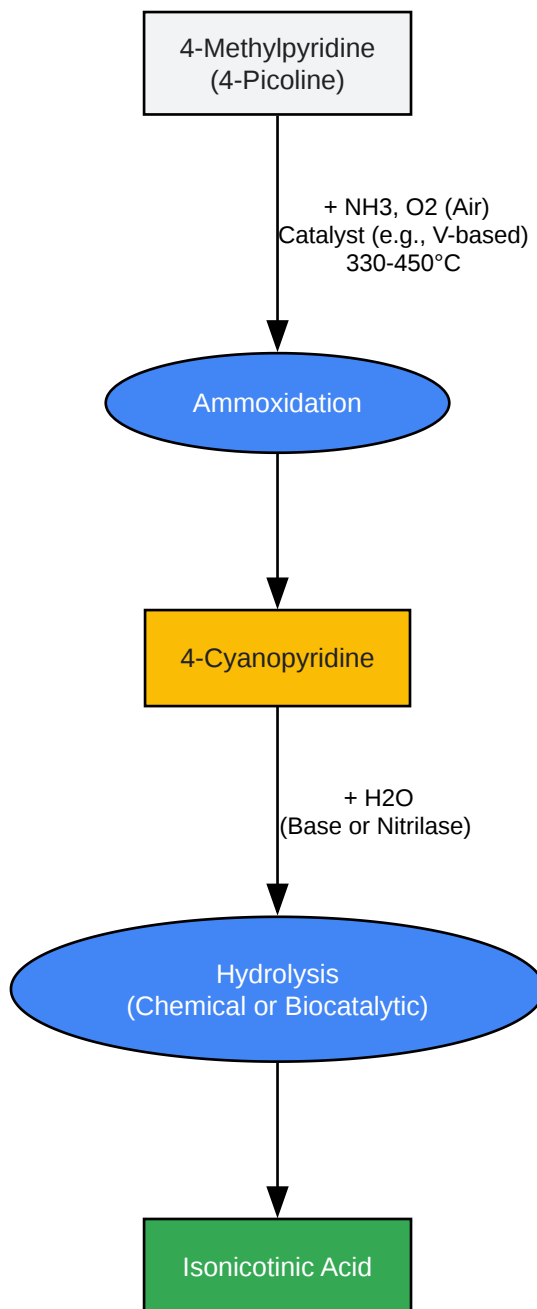 4-Methylpyridine
(4-Picoline)
+ NH3, O2 (Air)
Catalyst (e.g., V-based)
330-450°C
Ammoxidation
4-Cyanopyridine
+ H2O
(Base or Nitrilase)
Hydrolysis
(Chemical or Biocatalytic)
Isonicotinic Acid